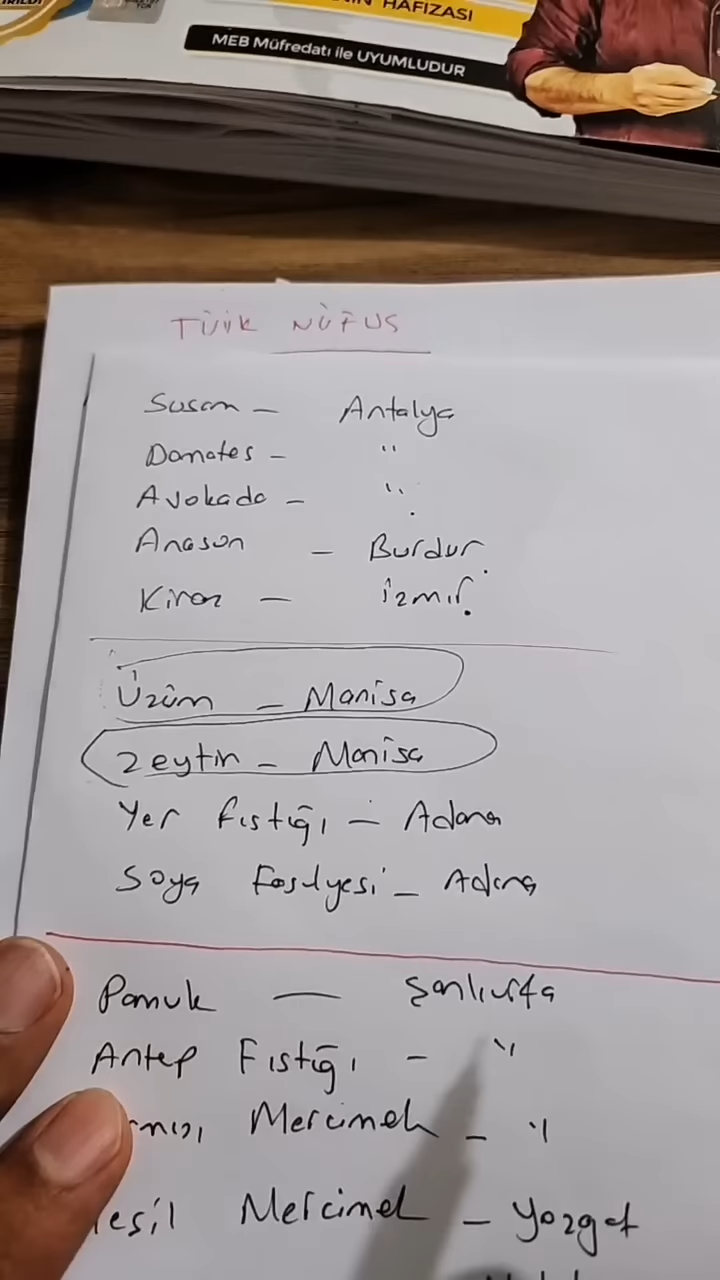 HAFIZASI
MEB Müfredatı ile UYUMLUDUR
TÜİK NÜFUS
Susam - Antalya
Domates - "
Avokado - "
Anason - Burdur
Kiraz - İzmir
Üzüm - Manisa
Zeytin - Manisa
Yer Fıstığı - Adana
Soya Fasulyesi - Adana
Pamuk - Şanlıurfa
Antep Fıstığı - "
Mercimek - "
Mercimek - Yozgat